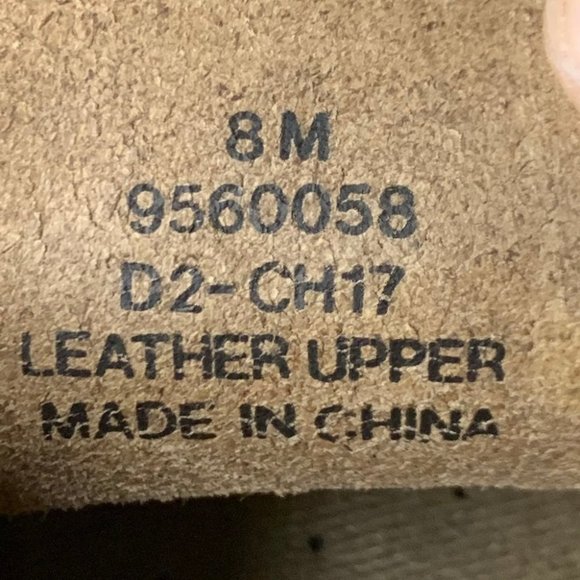 8M
9560058
D2-CH17
LEATHER UPPER
MADE IN CHINA